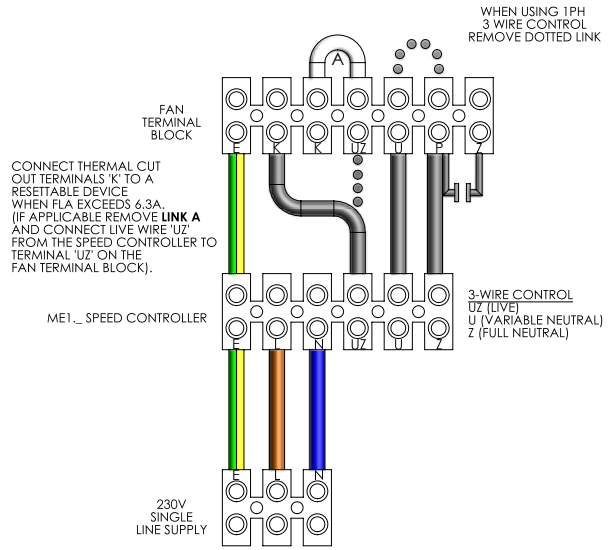 WHEN USING 1PH
3 WIRE CONTROL
REMOVE DOTTED LINK
A
FAN
TERMINAL
BLOCK
E K K UZ U P Z
CONNECT THERMAL CUT
OUT TERMINALS 'K' TO A
RESETTABLE DEVICE
WHEN FLA EXCEEDS 6.3A.
(IF APPLICABLE REMOVE LINK A
AND CONNECT LIVE WIRE 'UZ'
FROM THE SPEED CONTROLLER TO
TERMINAL 'UZ' ON THE
FAN TERMINAL BLOCK).
ME1._ SPEED CONTROLLER
3-WIRE CONTROL
UZ (LIVE)
U (VARIABLE NEUTRAL)
Z (FULL NEUTRAL)
E L N UZ U Z
E L N
230V
SINGLE
LINE SUPPLY